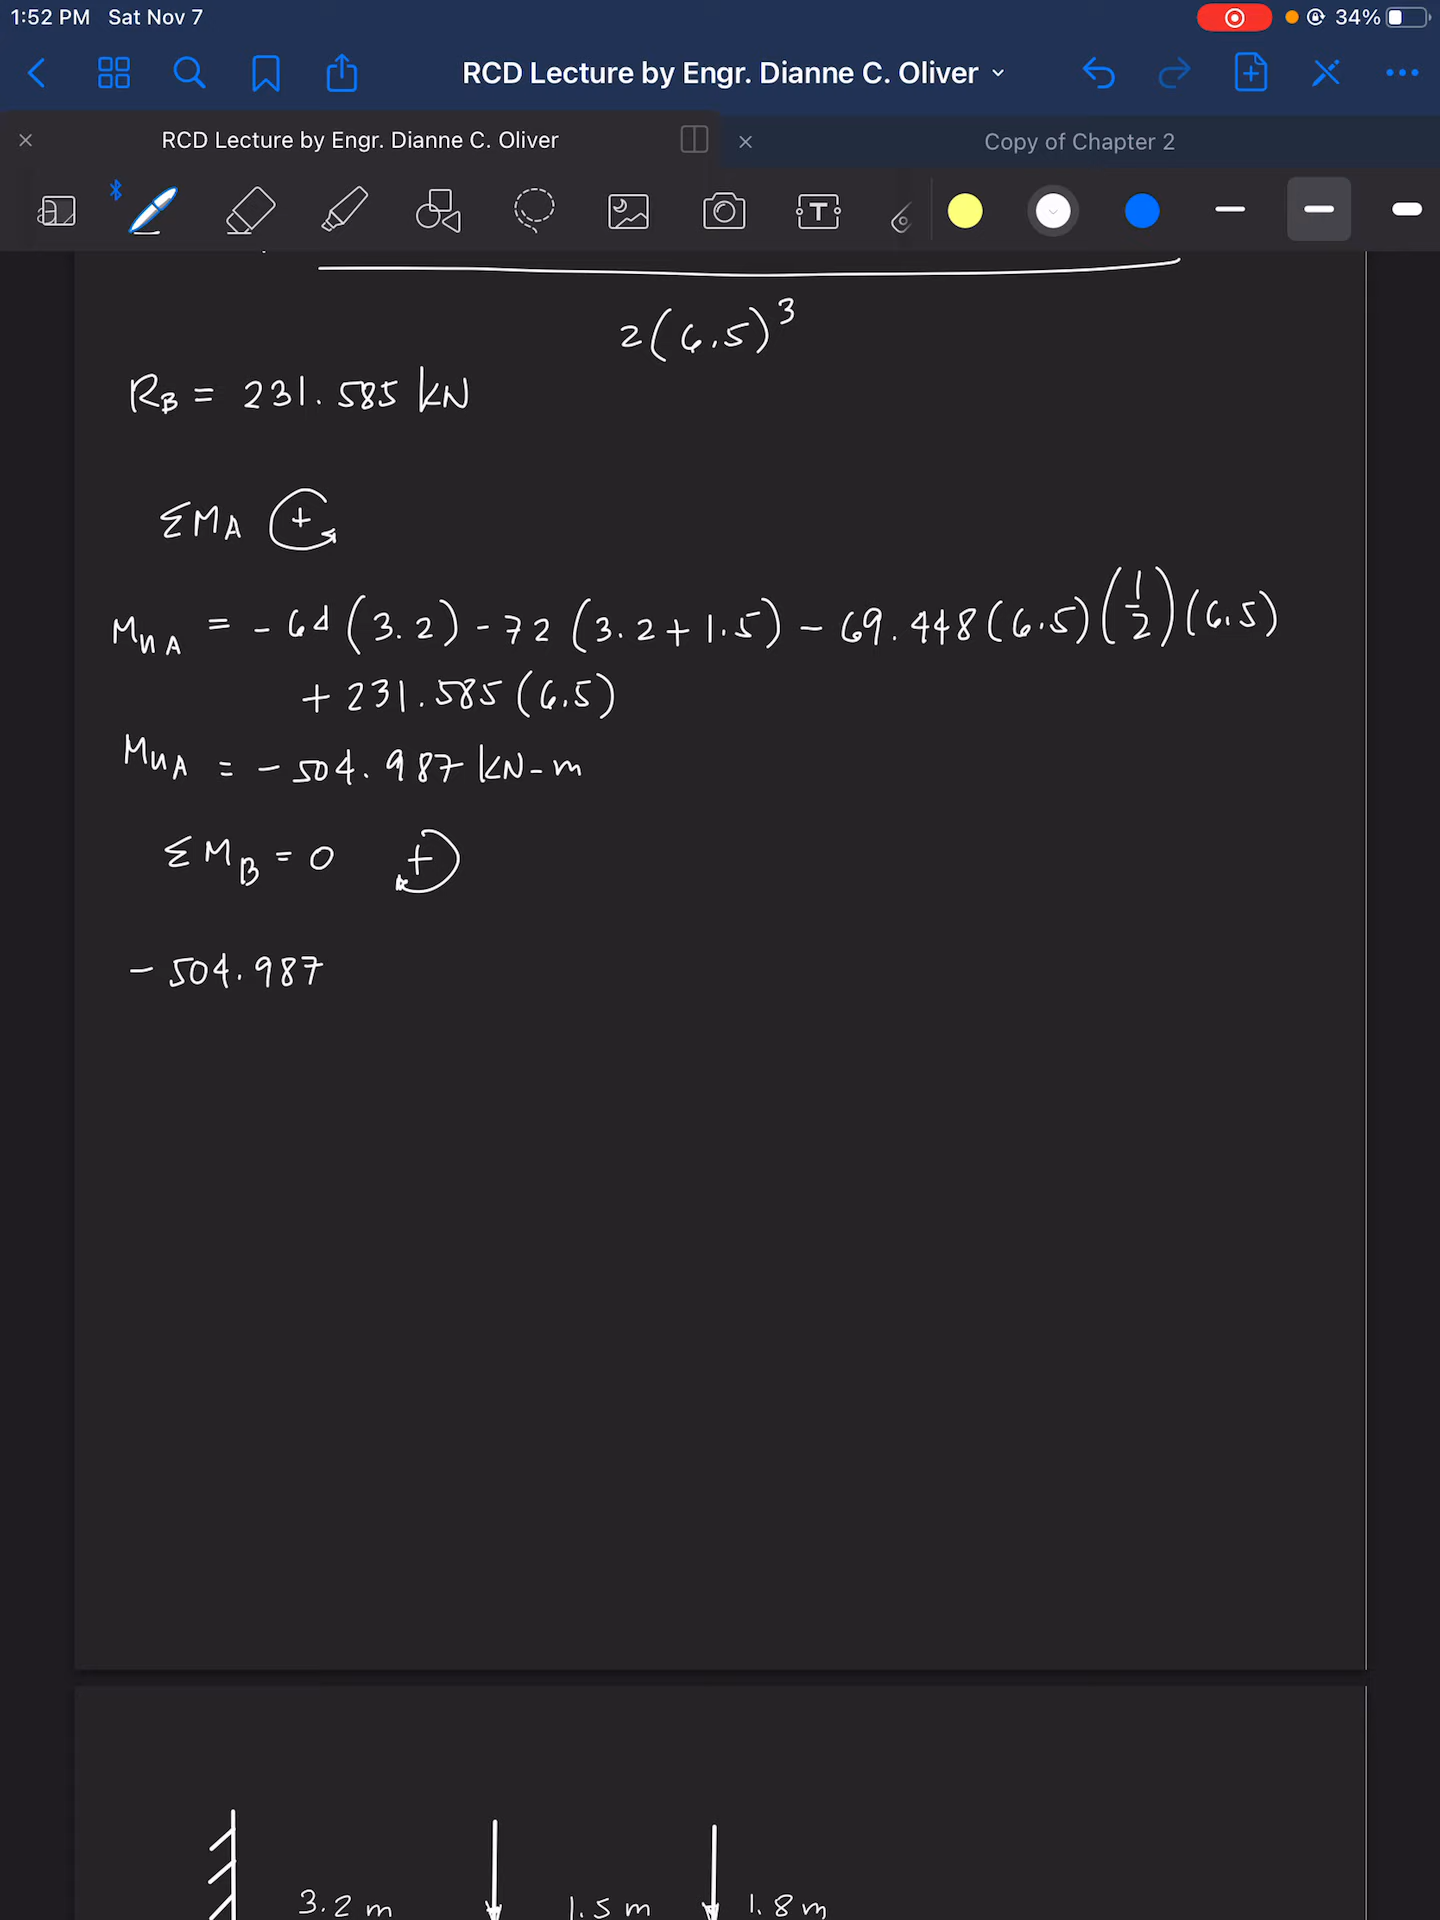 1:52 PM Sat Nov 7
34%
RCD Lecture by Engr. Dianne C. Oliver
RCD Lecture by Engr. Dianne C. Oliver
Copy of Chapter 2
2(6.5)³
R_B = 231.585 kN
ΣM_A +
M_uA = -64(3.2) - 72(3.2+1.5) - 69.448(6.5)(1/2)(6.5)
+ 231.585(6.5)
M_uA = -504.987 kN-m
ΣM_B = 0 +
- 504.987
3.2 m 1.5 m 1.8 m